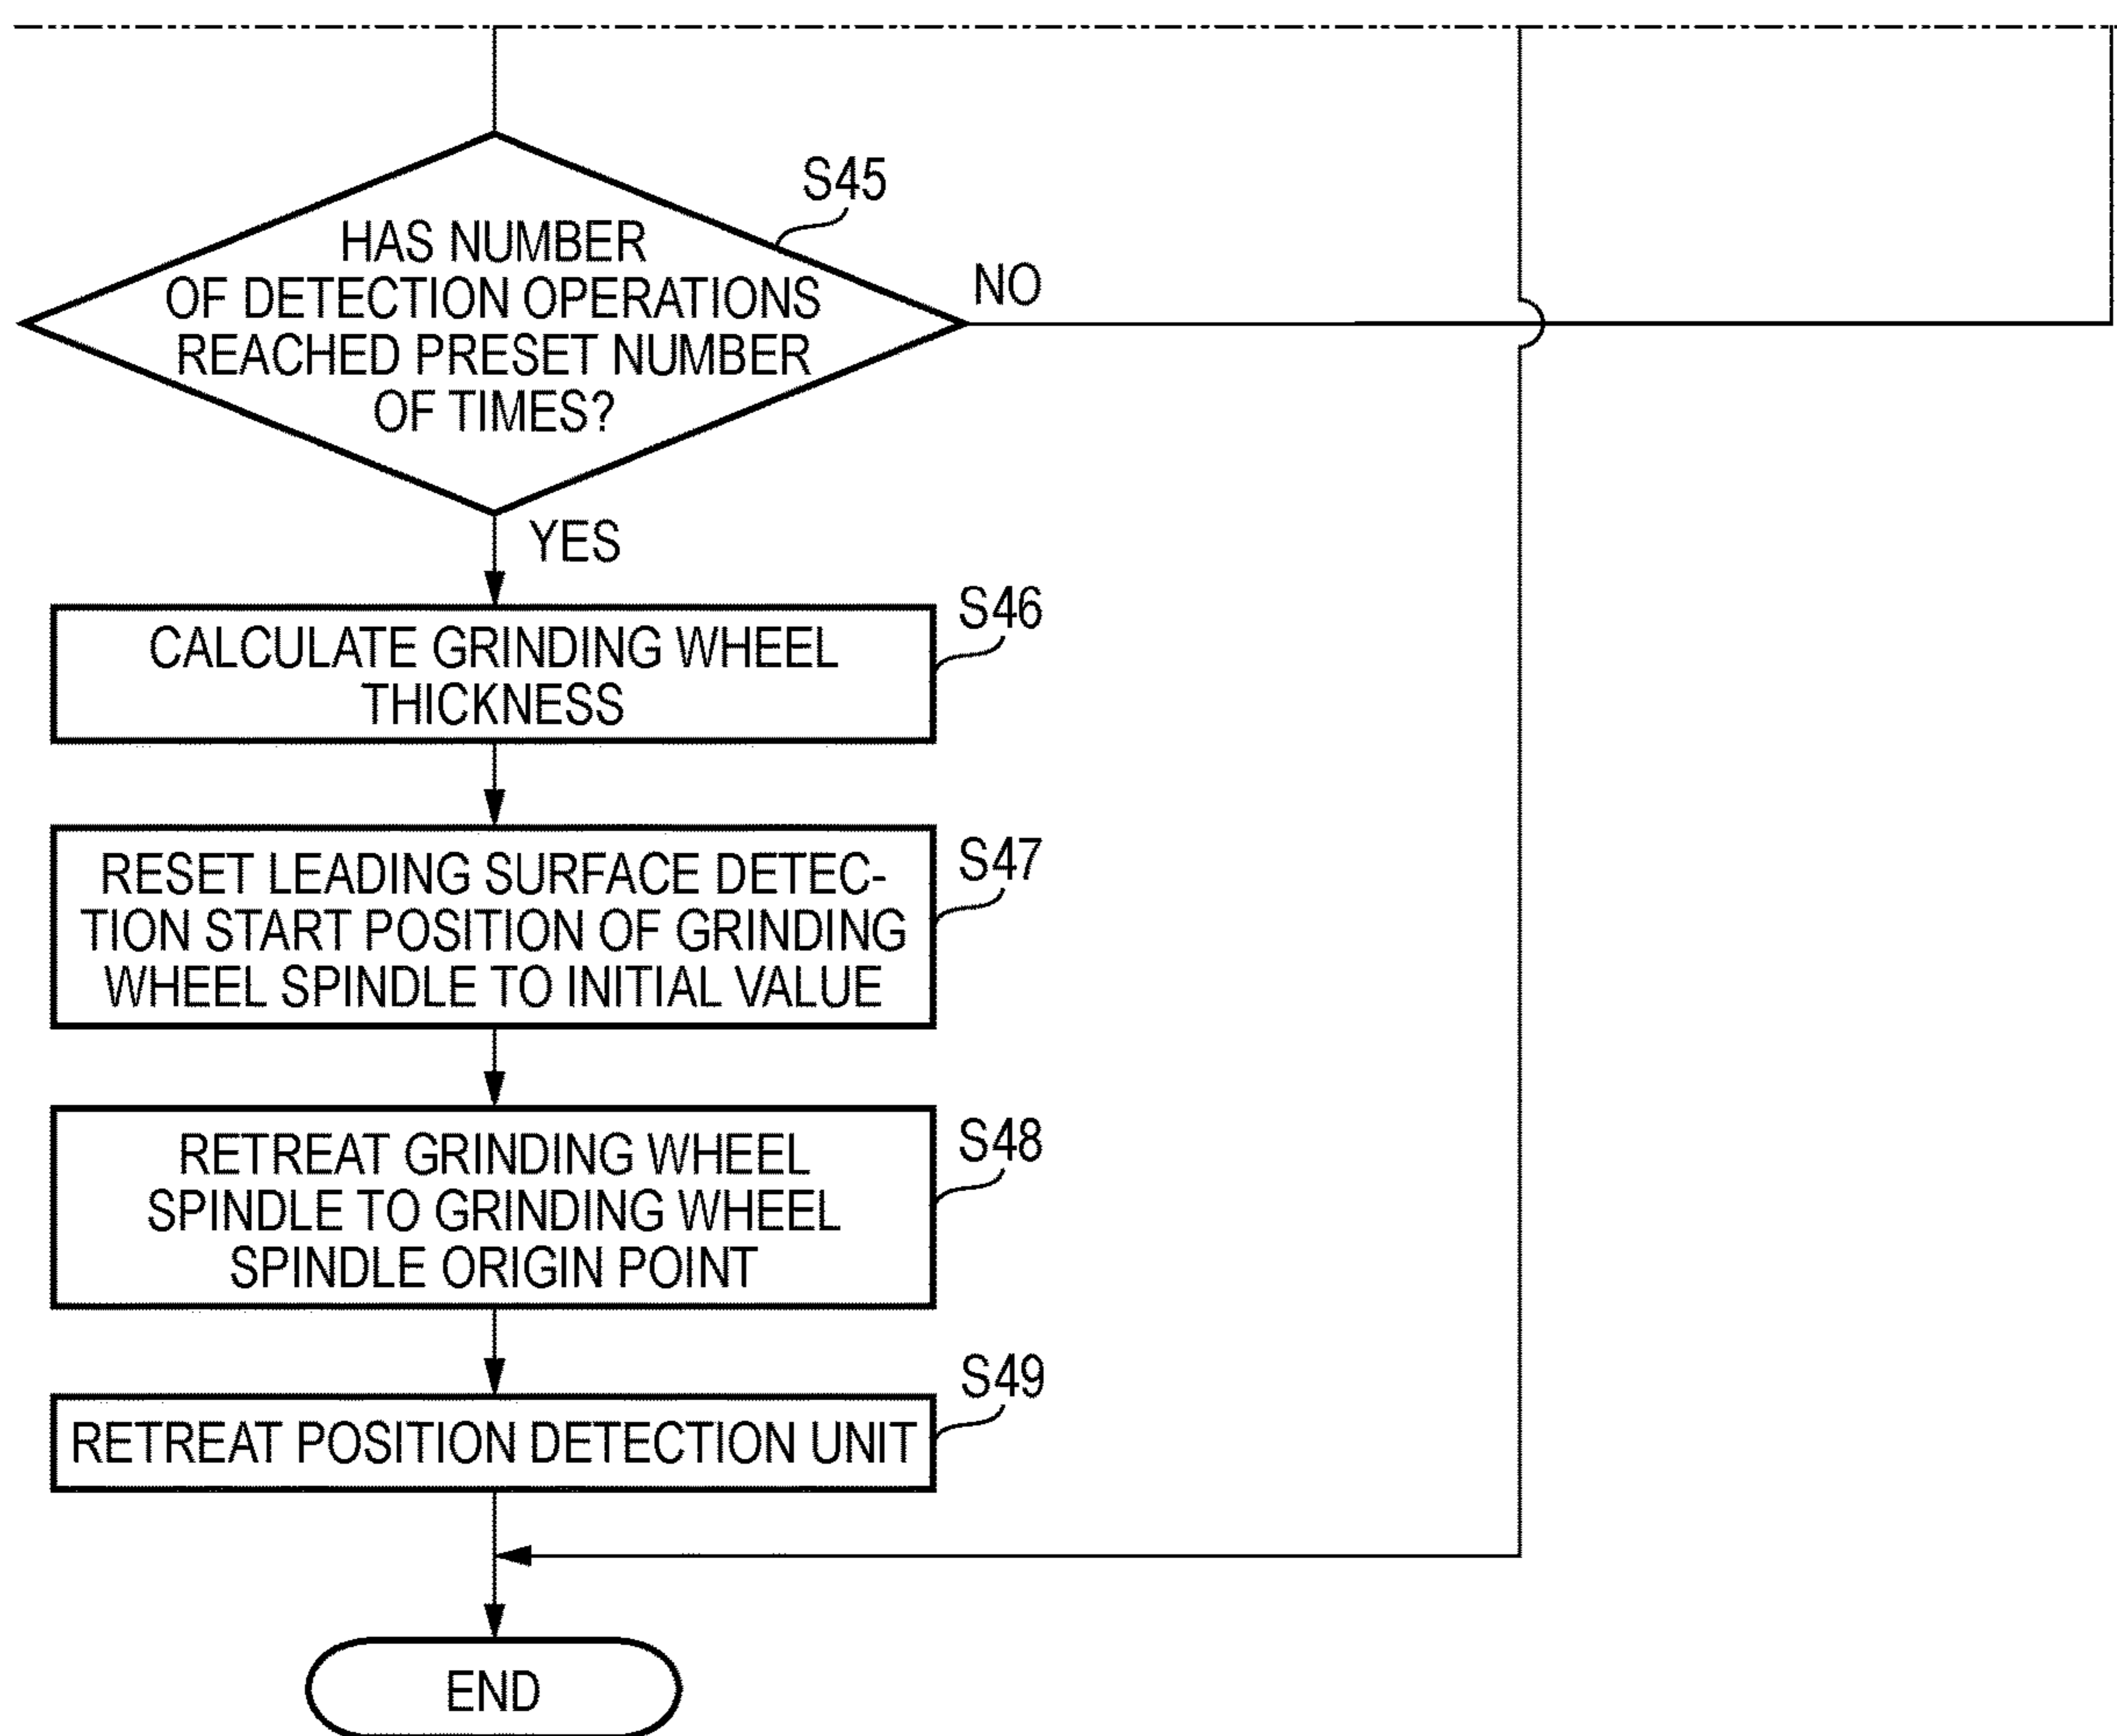 S45
HAS NUMBER
OF DETECTION OPERATIONS
REACHED PRESET NUMBER
OF TIMES?
NO
YES
S46
CALCULATE GRINDING WHEEL
THICKNESS
S47
RESET LEADING SURFACE DETEC-
TION START POSITION OF GRINDING
WHEEL SPINDLE TO INITIAL VALUE
S48
RETREAT GRINDING WHEEL
SPINDLE TO GRINDING WHEEL
SPINDLE ORIGIN POINT
S49
RETREAT POSITION DETECTION UNIT
END